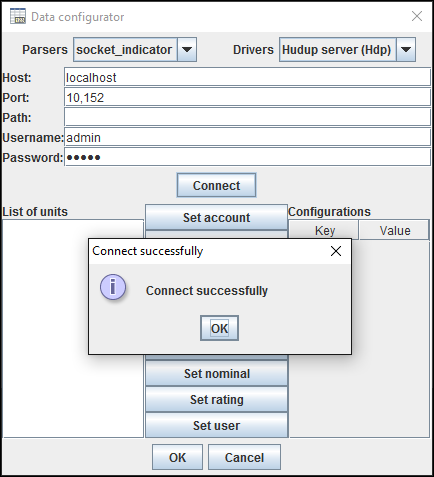 Data configurator
Parsers socket_indicator Drivers Hudup server (Hdp)
Host: localhost
Port: 10,152
Path:
Username: admin
Password: •••••
Connect
List of units Set account Configurations
Key Value
Connect successfully
Connect successfully
OK
Set nominal
Set rating
Set user
OK Cancel